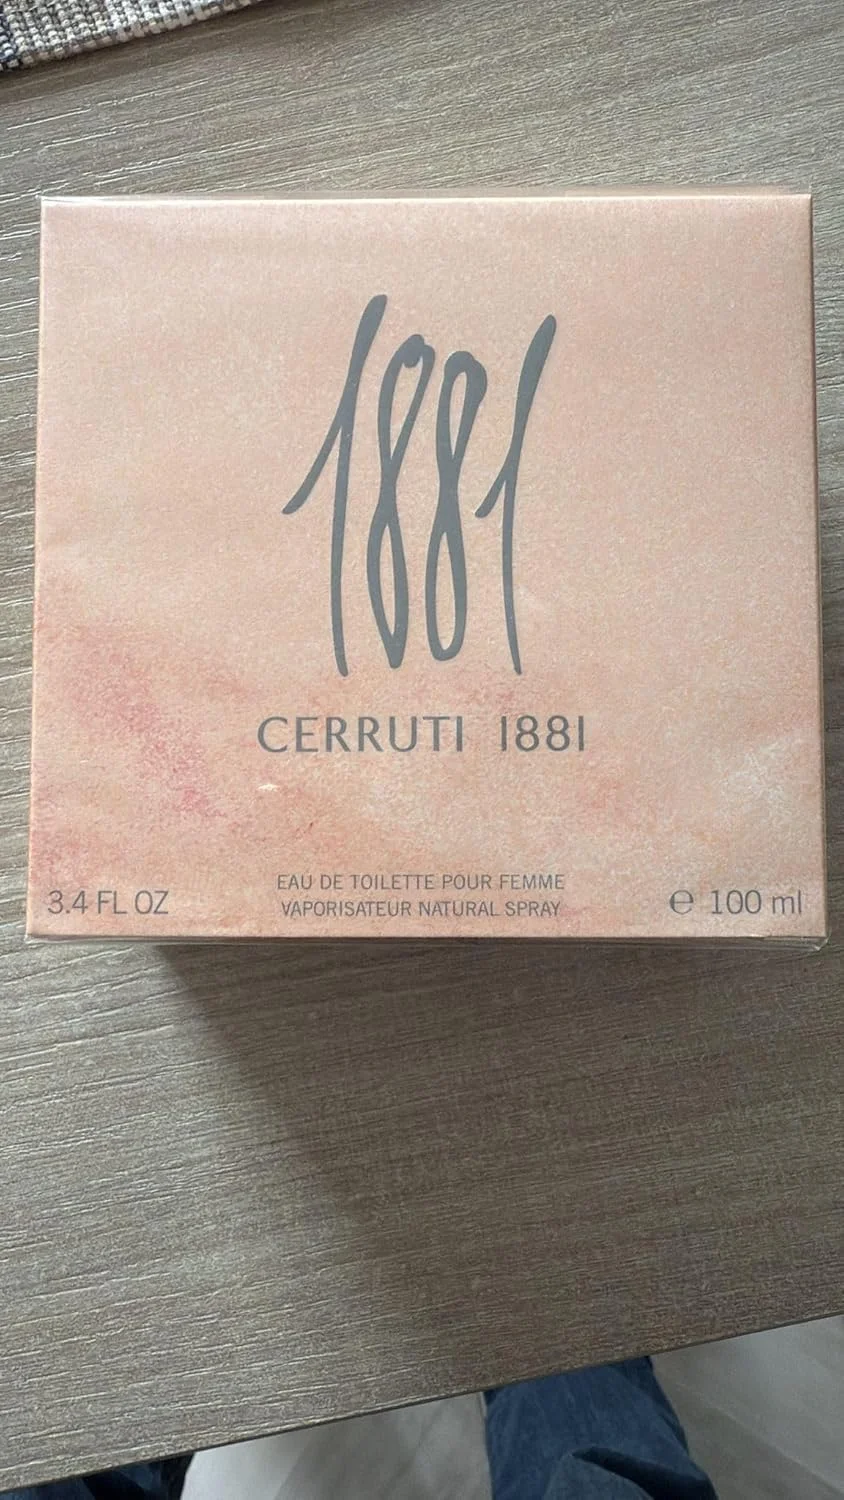 1881
CERRUTI 1881
EAU DE TOILETTE POUR FEMME
VAPORISATEUR NATURAL SPRAY
3.4 FL OZ
℮ 100 ml